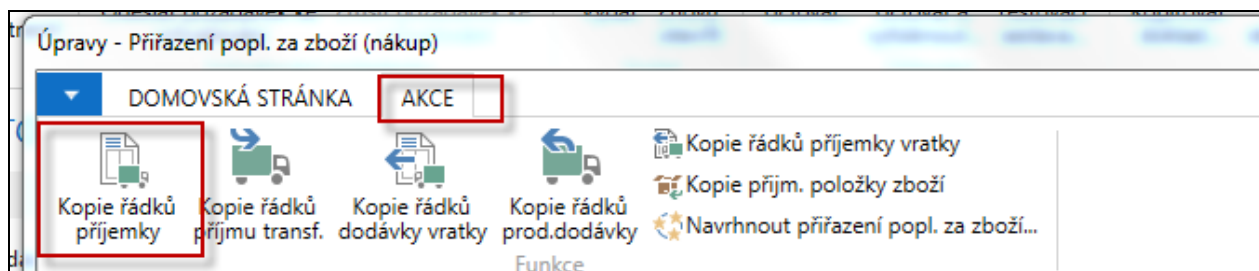 Úpravy - Přiřazení popl. za zboží (nákup)
DOMOVSKÁ STRÁNKA AKCE
Kopie řádků příjemky
Kopie řádků příjmu transf.
Kopie řádků dodávky vratky
Kopie řádků prod.dodávky
Kopie řádků příjemky vratky
Kopie přijm. položky zboží
Navrhnout přiřazení popl. za zboží...
Funkce